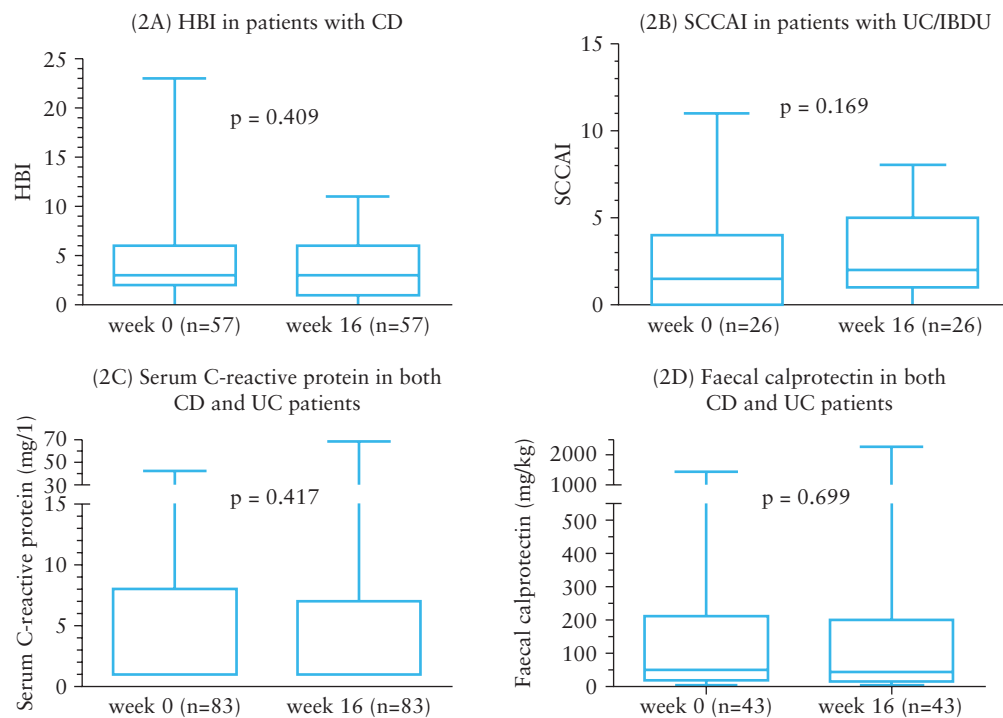 (2A) HBI in patients with CD
25
20
15
10
5
0
HBI
p = 0.409
week 0 (n=57) week 16 (n=57)
(2B) SCCAI in patients with UC/IBDU
15
10
5
0
SCCAI
p = 0.169
week 0 (n=26) week 16 (n=26)
(2C) Serum C-reactive protein in both
CD and UC patients
70
50
30
15
10
5
0
Serum C-reactive protein (mg/1)
p = 0.417
week 0 (n=83) week 16 (n=83)
(2D) Faecal calprotectin in both
CD and UC patients
2000
1000
500
400
300
200
100
0
Faecal calprotectin (mg/kg)
p = 0.699
week 0 (n=43) week 16 (n=43)